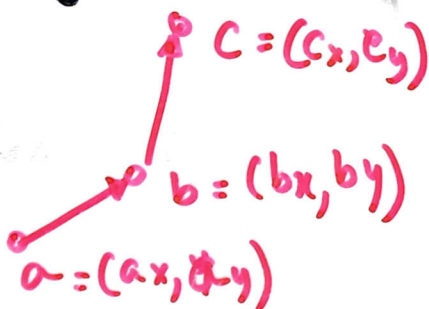 C = (Cx, Cy)
b = (bx, by)
a = (ax, ay)